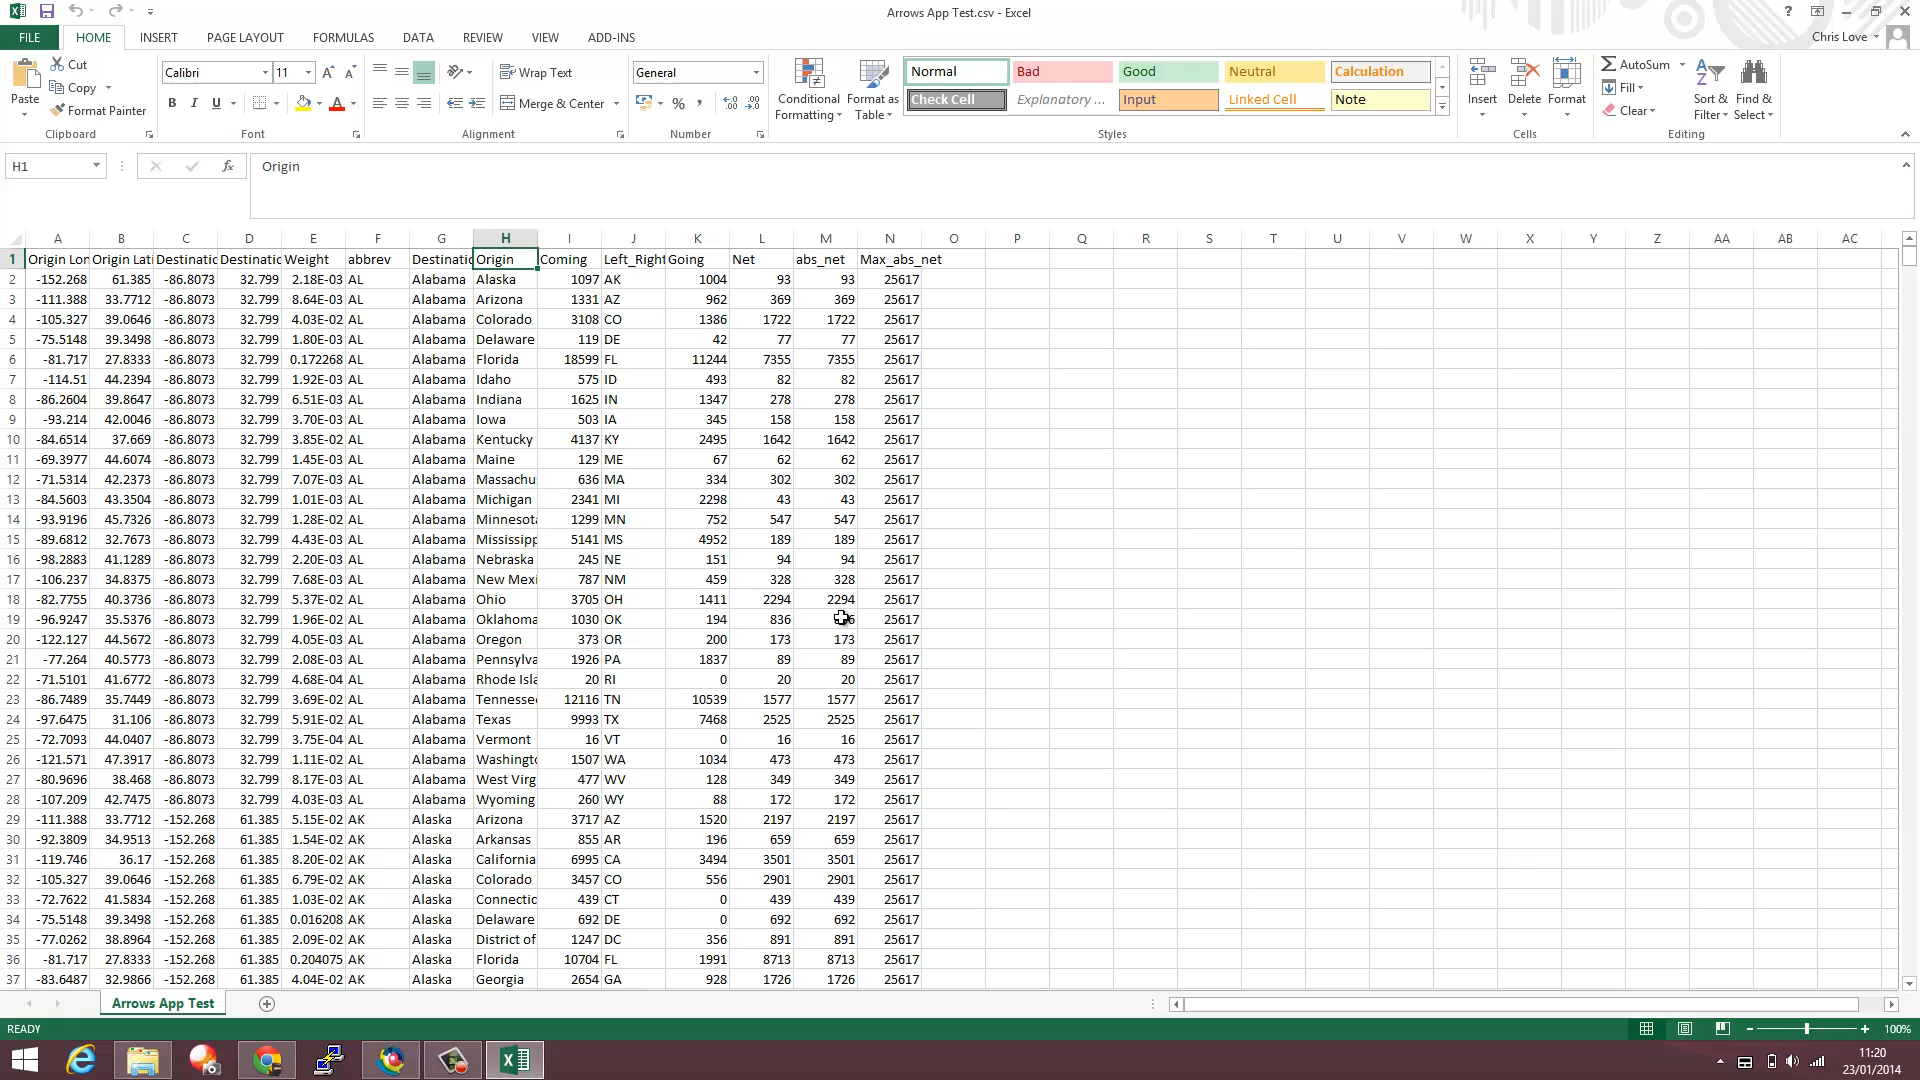 Arrows App Test.csv - Excel
FILE HOME INSERT PAGE LAYOUT FORMULAS DATA REVIEW VIEW ADD-INS Chris Love
Cut Calibri 11 Wrap Text General Normal Bad Good Neutral Calculation AutoSum
Paste Copy Conditional Formatting Format as Table Insert Delete Format Fill Sort & Filter Find & Select
Format Painter B I U Merge & Center % Check Cell Explanatory ... Input Linked Cell Note Clear
Clipboard Font Alignment Number Styles Cells Editing
H1 fx Origin
A B C D E F G H I J K L M N O P Q R S T U V W X Y Z AA AB AC
1 Origin Lon Origin Lati Destinatic Destinatic Weight abbrev Destinatic Origin Coming Left_Right Going Net abs_net Max_abs_net
2 -152.268 61.385 -86.8073 32.799 2.18E-03 AL Alabama Alaska 1097 AK 1004 93 93 25617
3 -111.388 33.7712 -86.8073 32.799 8.64E-03 AL Alabama Arizona 1331 AZ 962 369 369 25617
4 -105.327 39.0646 -86.8073 32.799 4.03E-02 AL Alabama Colorado 3108 CO 1386 1722 1722 25617
5 -75.5148 39.3498 -86.8073 32.799 1.80E-03 AL Alabama Delaware 119 DE 42 77 77 25617
6 -81.717 27.8333 -86.8073 32.799 0.172268 AL Alabama Florida 18599 FL 11244 7355 7355 25617
7 -114.51 44.2394 -86.8073 32.799 1.92E-03 AL Alabama Idaho 575 ID 493 82 82 25617
8 -86.2604 39.8647 -86.8073 32.799 6.51E-03 AL Alabama Indiana 1625 IN 1347 278 278 25617
9 -93.214 42.0046 -86.8073 32.799 3.70E-03 AL Alabama Iowa 503 IA 345 158 158 25617
10 -84.6514 37.669 -86.8073 32.799 3.85E-02 AL Alabama Kentucky 4137 KY 2495 1642 1642 25617
11 -69.3977 44.6074 -86.8073 32.799 1.45E-03 AL Alabama Maine 129 ME 67 62 62 25617
12 -71.5314 42.2373 -86.8073 32.799 7.07E-03 AL Alabama Massachu 636 MA 334 302 302 25617
13 -84.5603 43.3504 -86.8073 32.799 1.01E-03 AL Alabama Michigan 2341 MI 2298 43 43 25617
14 -93.9196 45.7326 -86.8073 32.799 1.28E-02 AL Alabama Minnesota 1299 MN 752 547 547 25617
15 -89.6812 32.7673 -86.8073 32.799 4.43E-03 AL Alabama Mississipp 5141 MS 4952 189 189 25617
16 -98.2883 41.1289 -86.8073 32.799 2.20E-03 AL Alabama Nebraska 245 NE 151 94 94 25617
17 -106.237 34.8375 -86.8073 32.799 7.68E-03 AL Alabama New Mexi 787 NM 459 328 328 25617
18 -82.7755 40.3736 -86.8073 32.799 5.37E-02 AL Alabama Ohio 3705 OH 1411 2294 2294 25617
19 -96.9247 35.5376 -86.8073 32.799 1.96E-02 AL Alabama Oklahoma 1030 OK 194 836 25617
20 -122.127 44.5672 -86.8073 32.799 4.05E-03 AL Alabama Oregon 373 OR 200 173 173 25617
21 -77.264 40.5773 -86.8073 32.799 2.08E-03 AL Alabama Pennsylva 1926 PA 1837 89 89 25617
22 -71.5101 41.6772 -86.8073 32.799 4.68E-04 AL Alabama Rhode Isla 20 RI 0 20 20 25617
23 -86.7489 35.7449 -86.8073 32.799 3.69E-02 AL Alabama Tennessee 12116 TN 10539 1577 1577 25617
24 -97.6475 31.106 -86.8073 32.799 5.91E-02 AL Alabama Texas 9993 TX 7468 2525 2525 25617
25 -72.7093 44.0407 -86.8073 32.799 3.75E-04 AL Alabama Vermont 16 VT 0 16 16 25617
26 -121.571 47.3917 -86.8073 32.799 1.11E-02 AL Alabama Washingto 1507 WA 1034 473 473 25617
27 -80.9696 38.468 -86.8073 32.799 8.17E-03 AL Alabama West Virg 477 WV 128 349 349 25617
28 -107.209 42.7475 -86.8073 32.799 4.03E-03 AL Alabama Wyoming 260 WY 88 172 172 25617
29 -111.388 33.7712 -152.268 61.385 5.15E-02 AK Alaska Arizona 3717 AZ 1520 2197 2197 25617
30 -92.3809 34.9513 -152.268 61.385 1.54E-02 AK Alaska Arkansas 855 AR 196 659 659 25617
31 -119.746 36.17 -152.268 61.385 8.20E-02 AK Alaska California 6995 CA 3494 3501 3501 25617
32 -105.327 39.0646 -152.268 61.385 6.79E-02 AK Alaska Colorado 3457 CO 556 2901 2901 25617
33 -72.7622 41.5834 -152.268 61.385 1.03E-02 AK Alaska Connectic 439 CT 0 439 439 25617
34 -75.5148 39.3498 -152.268 61.385 0.016208 AK Alaska Delaware 692 DE 0 692 692 25617
35 -77.0262 38.8964 -152.268 61.385 2.09E-02 AK Alaska District of 1247 DC 356 891 891 25617
36 -81.717 27.8333 -152.268 61.385 0.204075 AK Alaska Florida 10704 FL 1991 8713 8713 25617
37 -83.6487 32.9866 -152.268 61.385 4.04E-02 AK Alaska Georgia 2654 GA 928 1726 1726 25617
Arrows App Test
READY 100%
11:20
23/01/2014